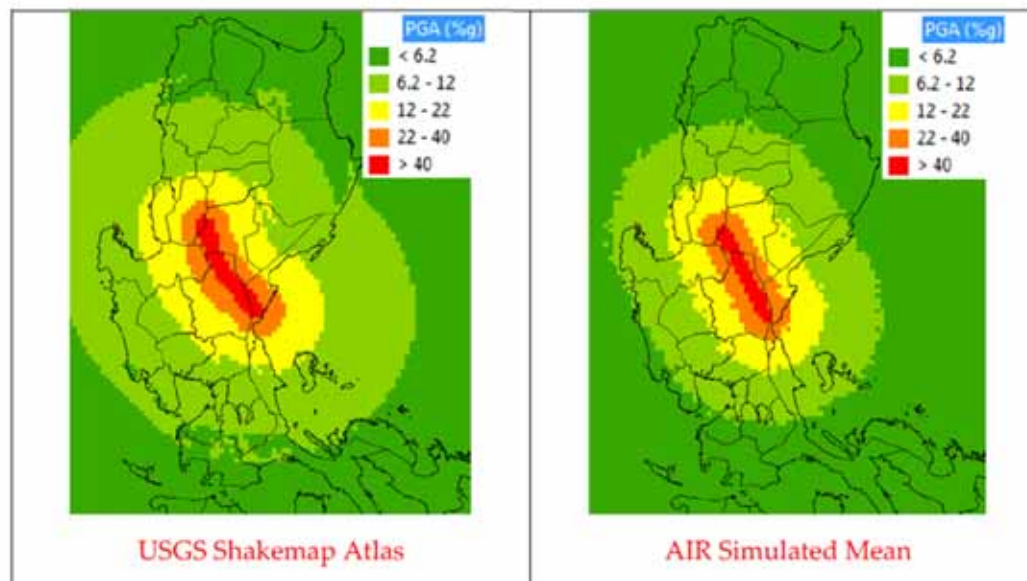 PGA (%g)
< 6.2
6.2 - 12
12 - 22
22 - 40
> 40
USGS Shakemap Atlas
PGA (%g)
< 6.2
6.2 - 12
12 - 22
22 - 40
> 40
AIR Simulated Mean